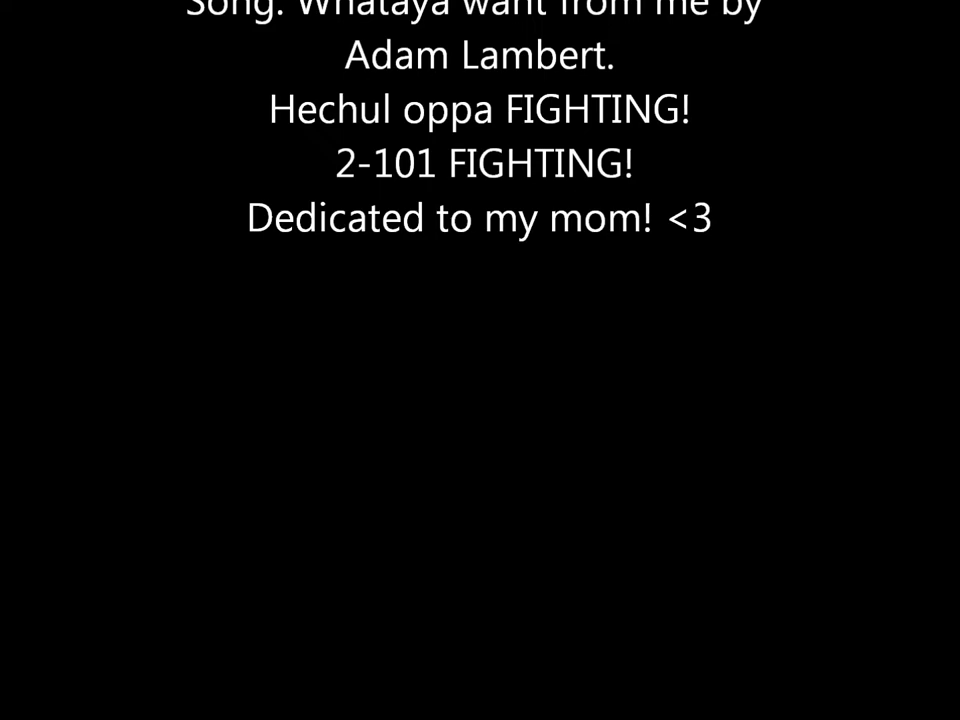 Song: Whataya want from me by
Adam Lambert.
Hechul oppa FIGHTING!
2-101 FIGHTING!
Dedicated to my mom! <3